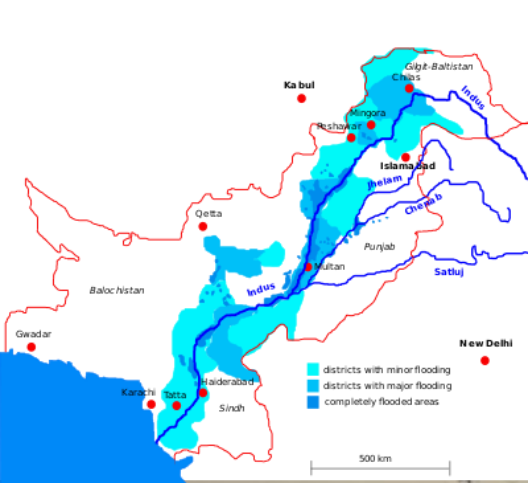 Gilgit-Baltistan
Chilas
Kabul
Indus
Mingora
Peshawar
Islamabad
Jhelam
Chenab
Qetta
Punjab
Multan
Satluj
Indus
Balochistan
Gwadar
New Delhi
districts with minor flooding
districts with major flooding
completely flooded areas
Haiderabad
Karachi
Tatta
Sindh
500 km